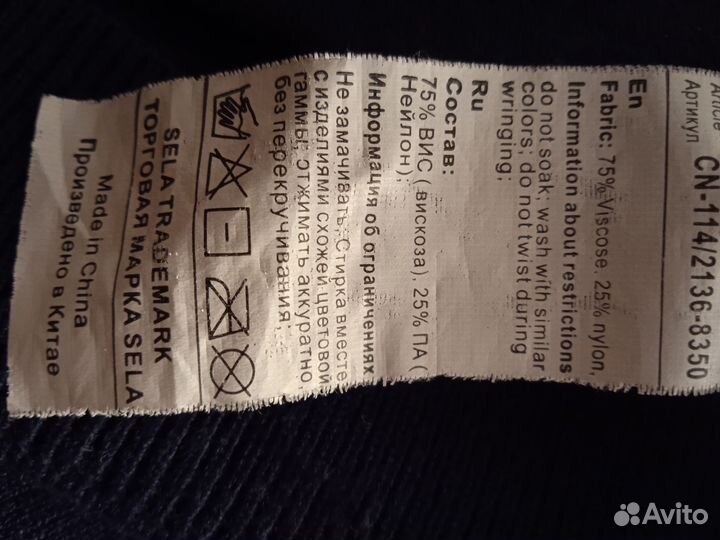 Article
Артикул CN-114/2136-8350
En
Fabric: 75% Viscose. 25% nylon,
Information about restrictions
do not soak; wash with similar
colors; do not twist during
wringing;
Ru
Состав:
75% ВИС ( вискоза). 25% ПА (
Нейлон);
Информация об ограничениях
Не замачивать; Стирка вместе
с изделиями схожей цветовой
гаммы; отжимать аккуратно,
без перекручивания;
SELA TRADEMARK
ТОРГОВАЯ МАРКА SELA
Made in China
Произведено в Китае
Avito